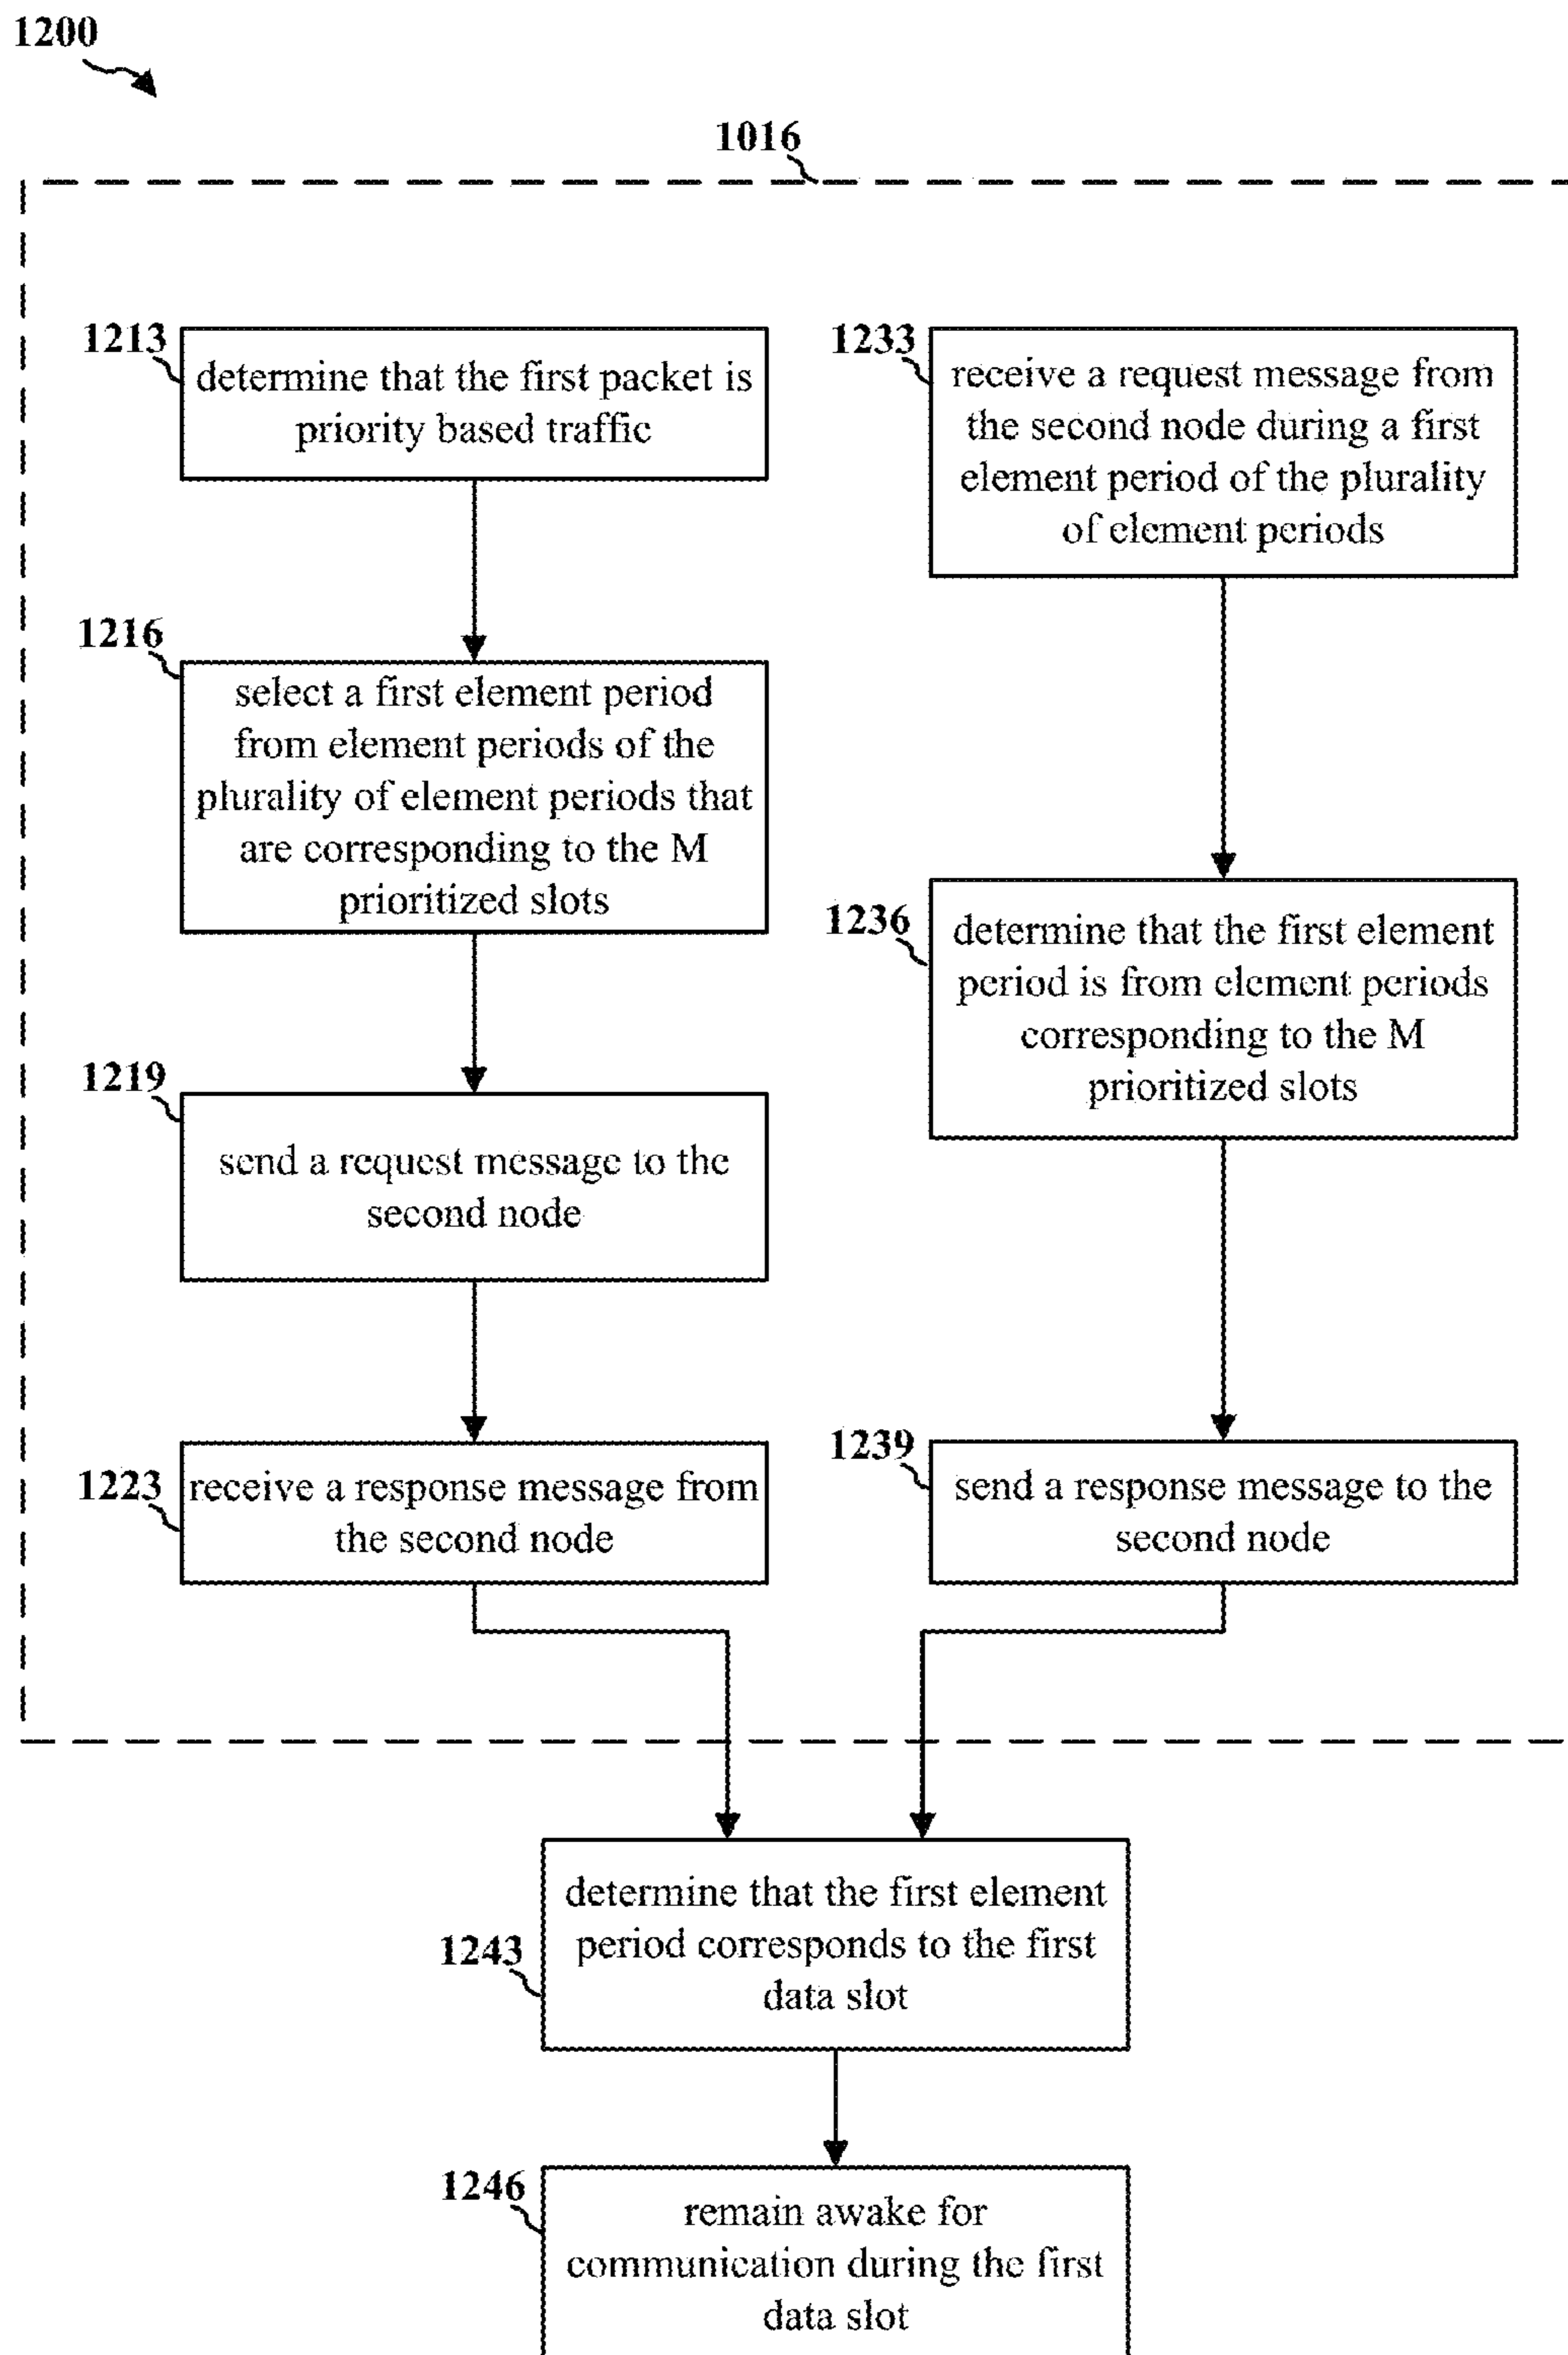 1200
1016
1213
determine that the first packet is
priority based traffic
1216
select a first element period
from element periods of the
plurality of element periods that
are corresponding to the M
prioritized slots
1219
send a request message to the
second node
1223
receive a response message from
the second node
1233
receive a request message from
the second node during a first
element period of the plurality
of element periods
1236
determine that the first element
period is from element periods
corresponding to the M
prioritized slots
1239
send a response message to the
second node
1243
determine that the first element
period corresponds to the first
data slot
1246
remain awake for
communication during the first
data slot